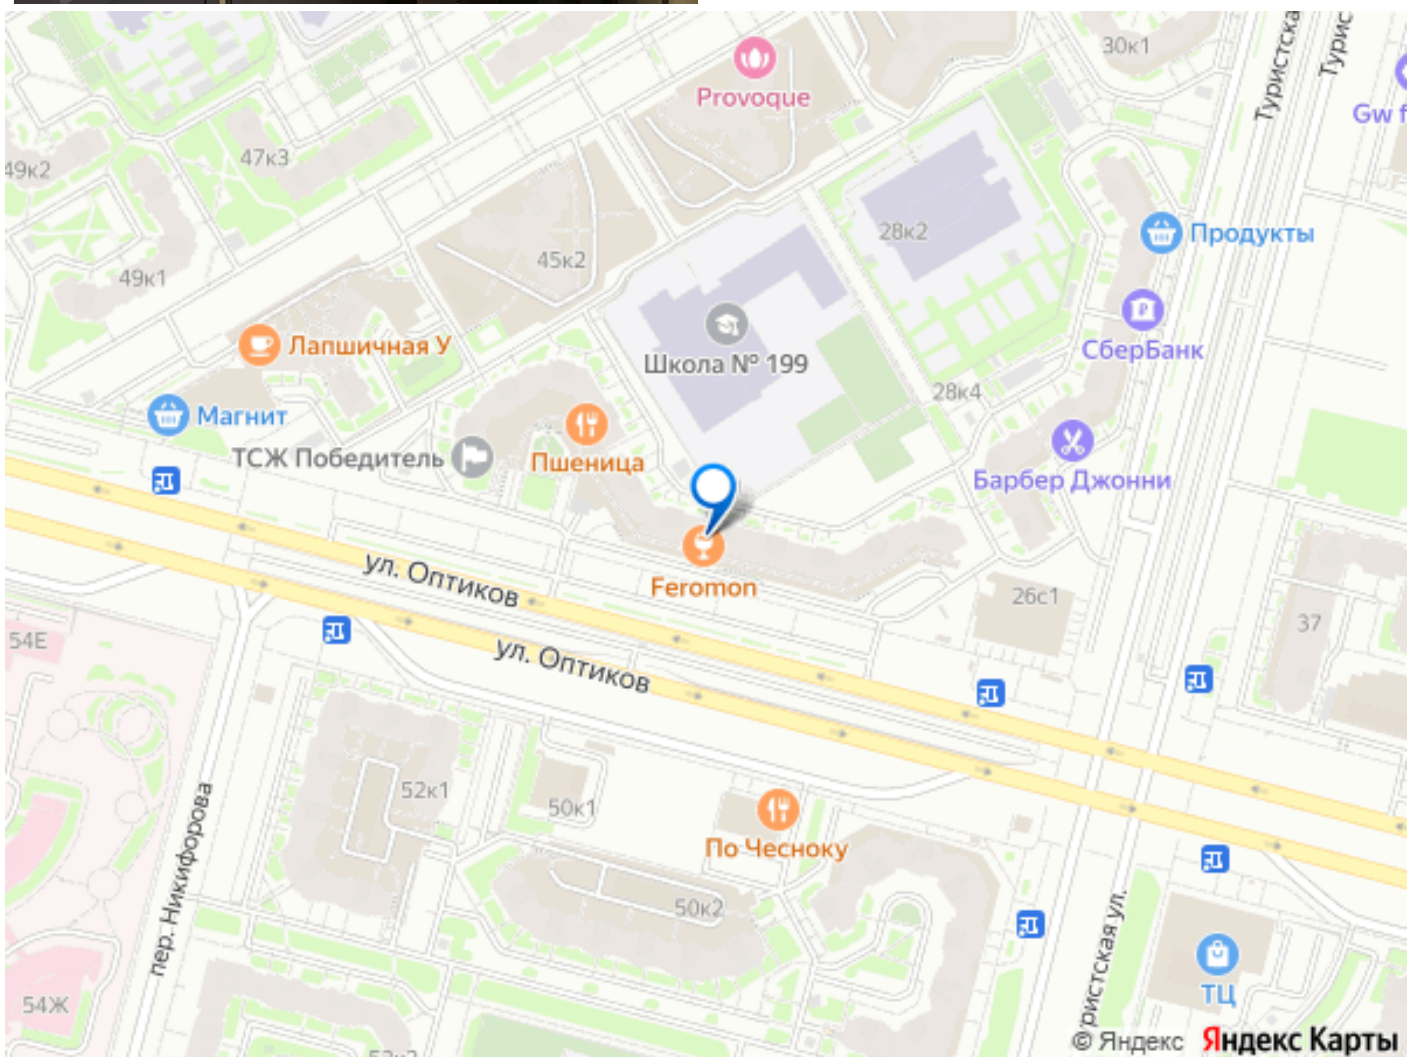 Туристска
Турис
30к1
Provoque
Gw f
47к3
49к2
28к2
Продукты
45к2
49к1
Школа № 199
СберБанк
Лапшичная У
28к4
Магнит
ТСЖ Победитель
Пшеница
Барбер Джонни
ул. Оптиков
Feromon
26с1
37
54Е
ул. Оптиков
52к1
50к1
По Чесноку
пер. Никифорова
50к2
ристская ул.
ТЦ
54Ж
© Яндекс Яндекс Карты